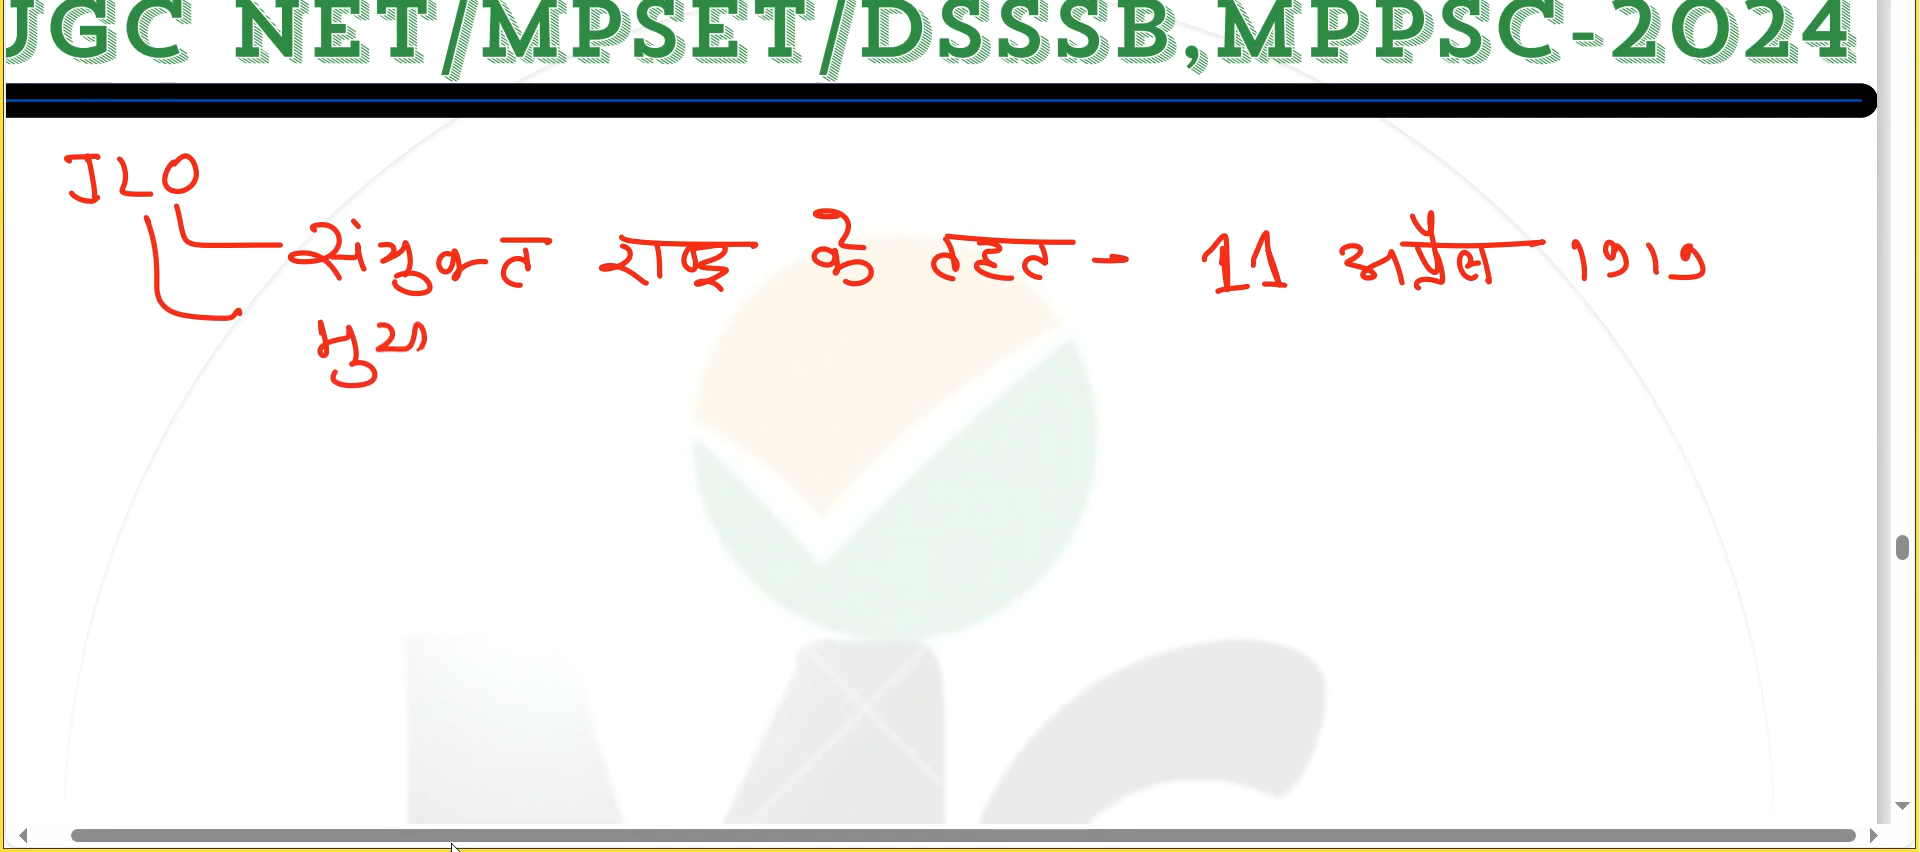 UGC NET/MPSET/DSSSB,MPPSC-2024
ILO
संयुक्त राष्ट्र के तहत - 11 अप्रैल 1919
मुख्या